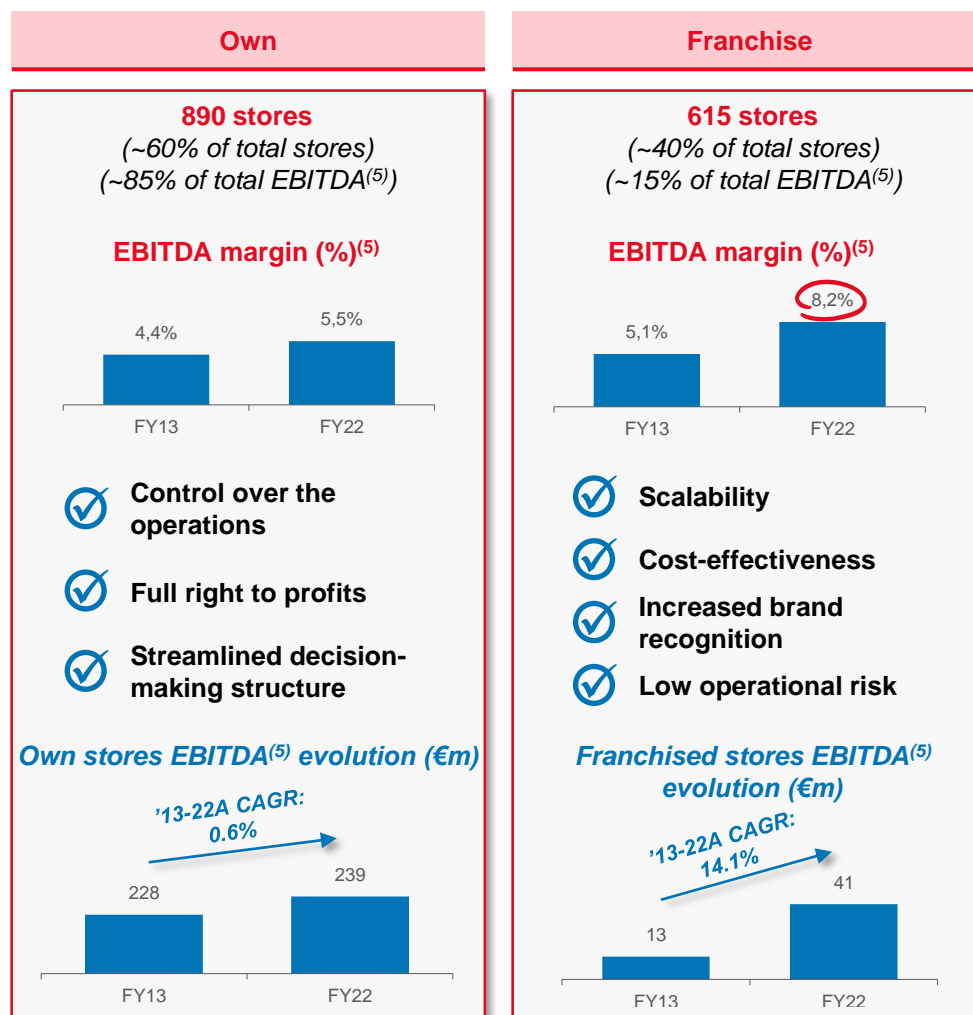 Own
890 stores
(~60% of total stores)
(~85% of total EBITDA(5))
EBITDA margin (%)(5)
4,4%
5,5%
FY13
FY22
Control over the
operations
Full right to profits
Streamlined decision-
making structure
Own stores EBITDA(5) evolution (€m)
'13-22A CAGR:
0.6%
228
239
FY13
FY22
Franchise
615 stores
(~40% of total stores)
(~15% of total EBITDA(5))
EBITDA margin (%)(5)
5,1%
8,2%
FY13
FY22
Scalability
Cost-effectiveness
Increased brand
recognition
Low operational risk
Franchised stores EBITDA(5)
evolution (€m)
'13-22A CAGR:
14.1%
13
41
FY13
FY22